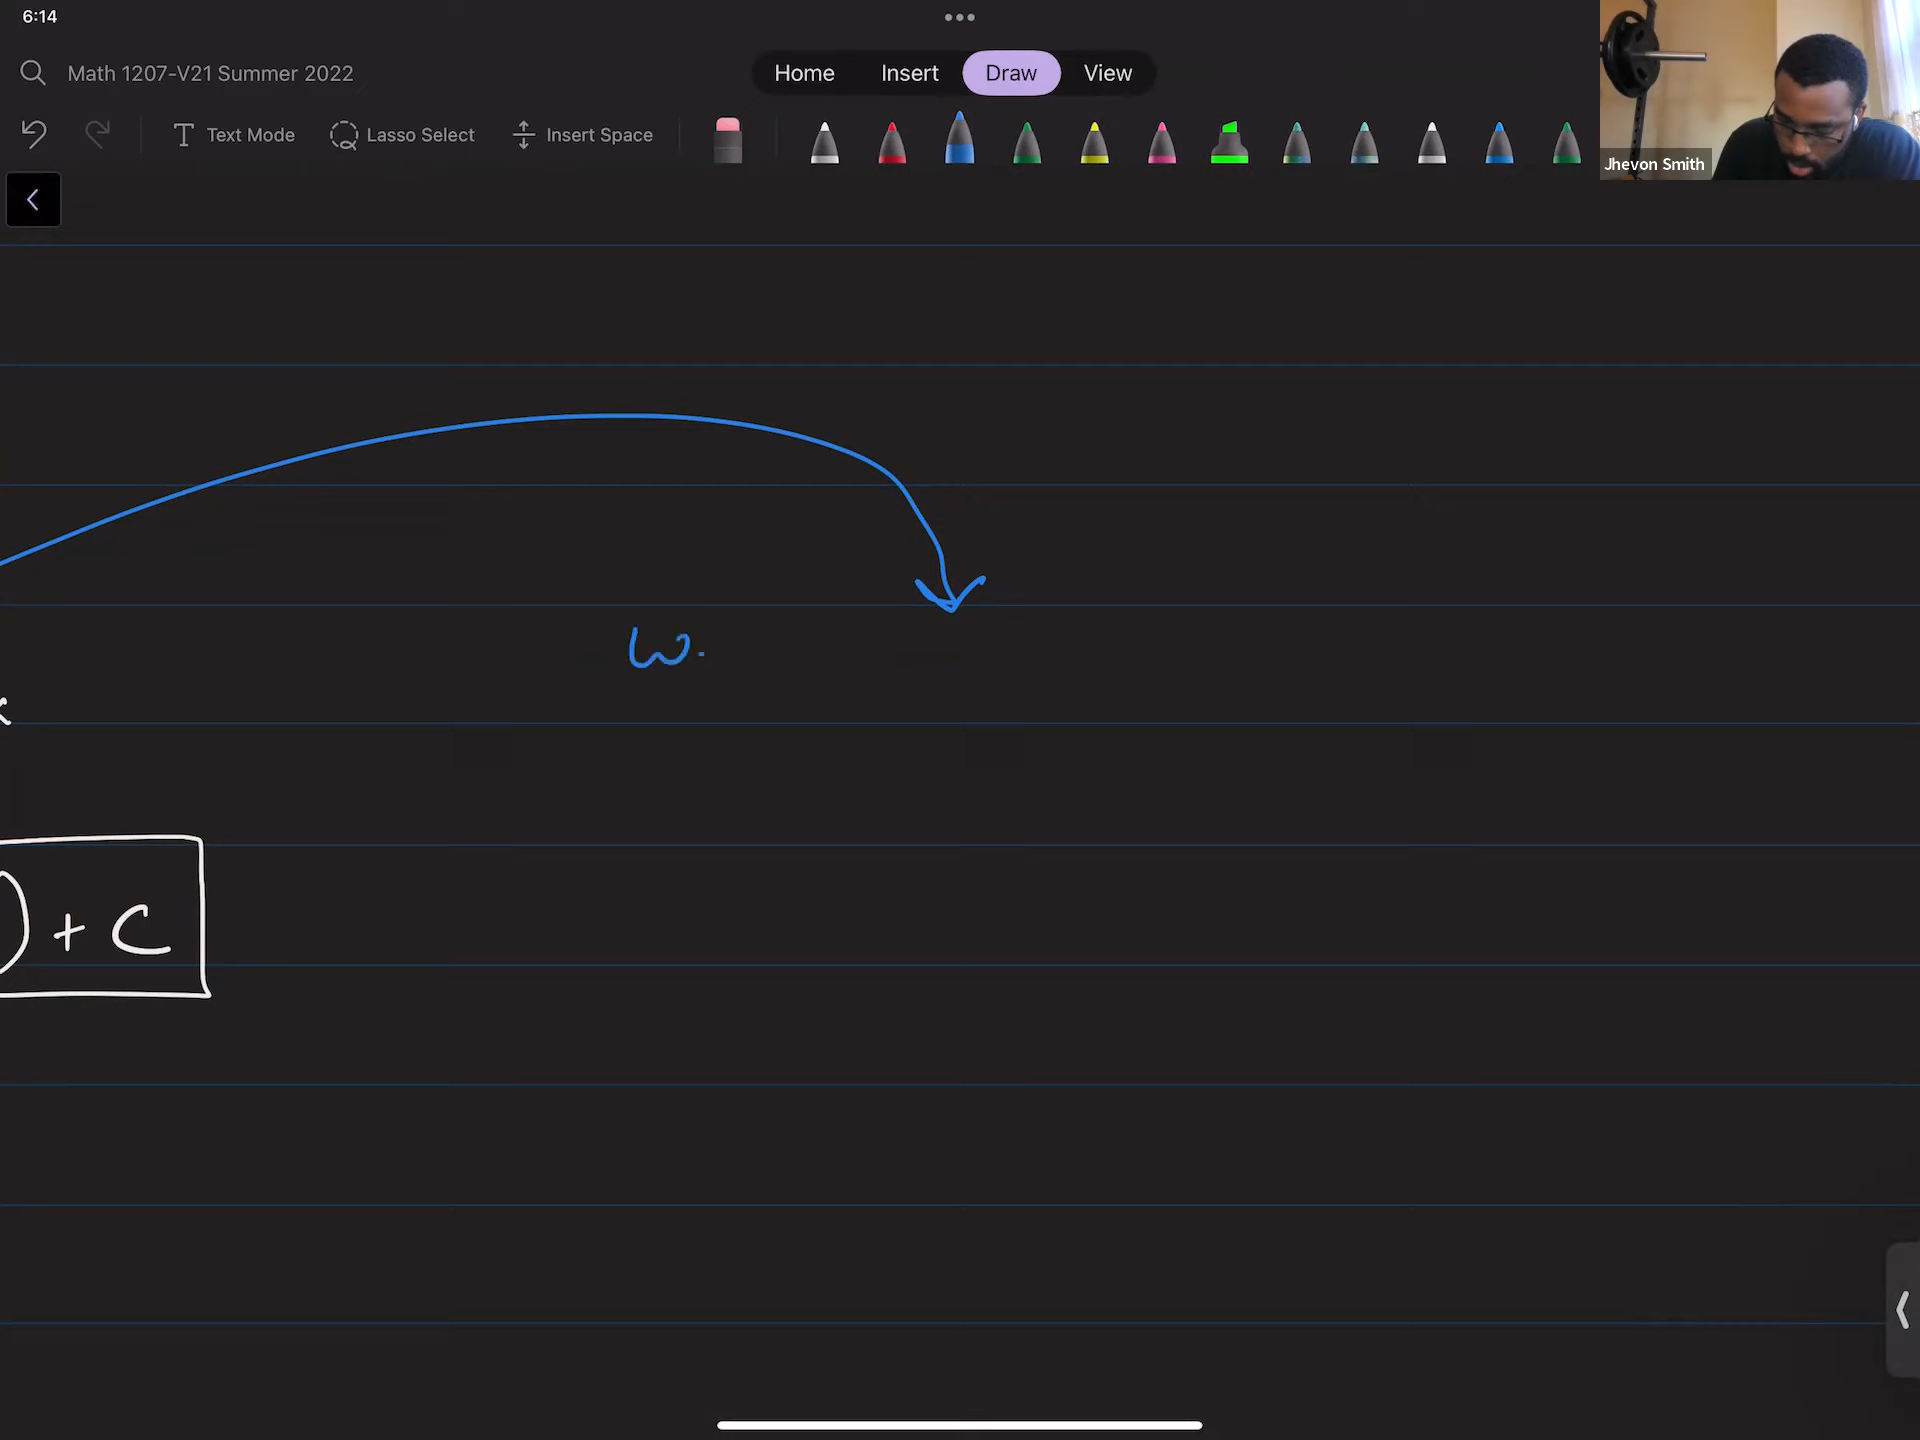 6:14
Math 1207-V21 Summer 2022
Home Insert Draw View
Text Mode Lasso Select Insert Space
Jhevon Smith
w.
) + C